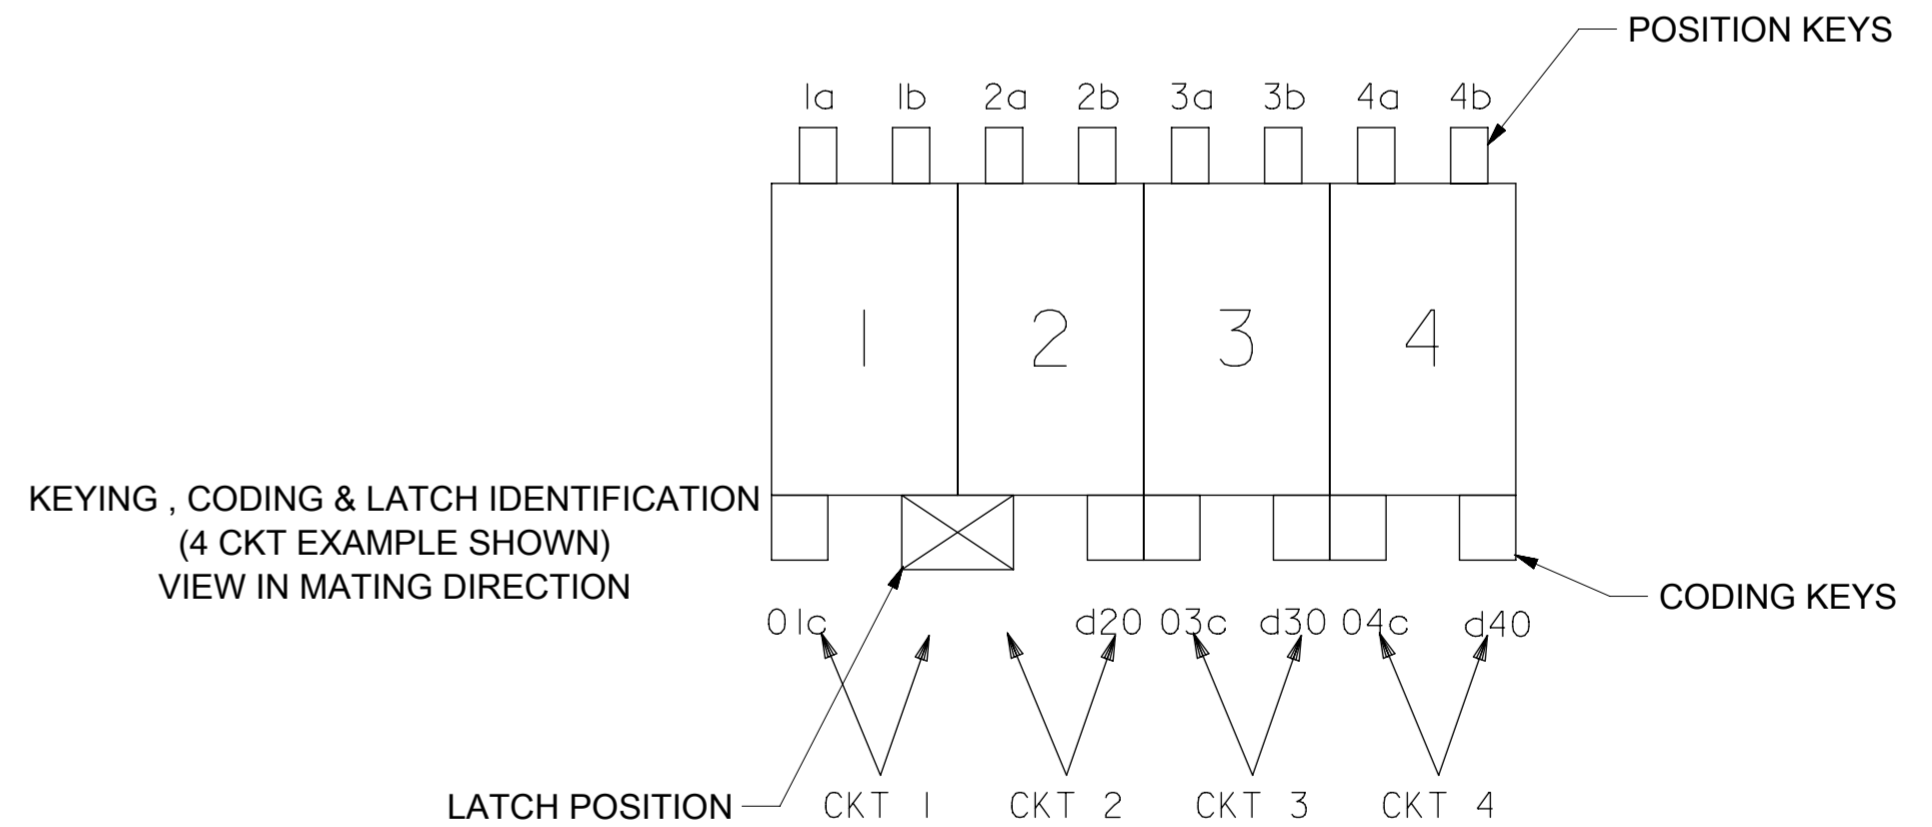 POSITION KEYS
1a 1b 2a 2b 3a 3b 4a 4b
1 2 3 4
KEYING , CODING & LATCH IDENTIFICATION
(4 CKT EXAMPLE SHOWN)
VIEW IN MATING DIRECTION
CODING KEYS
01c d20 03c d30 04c d40
LATCH POSITION
CKT 1 CKT 2 CKT 3 CKT 4